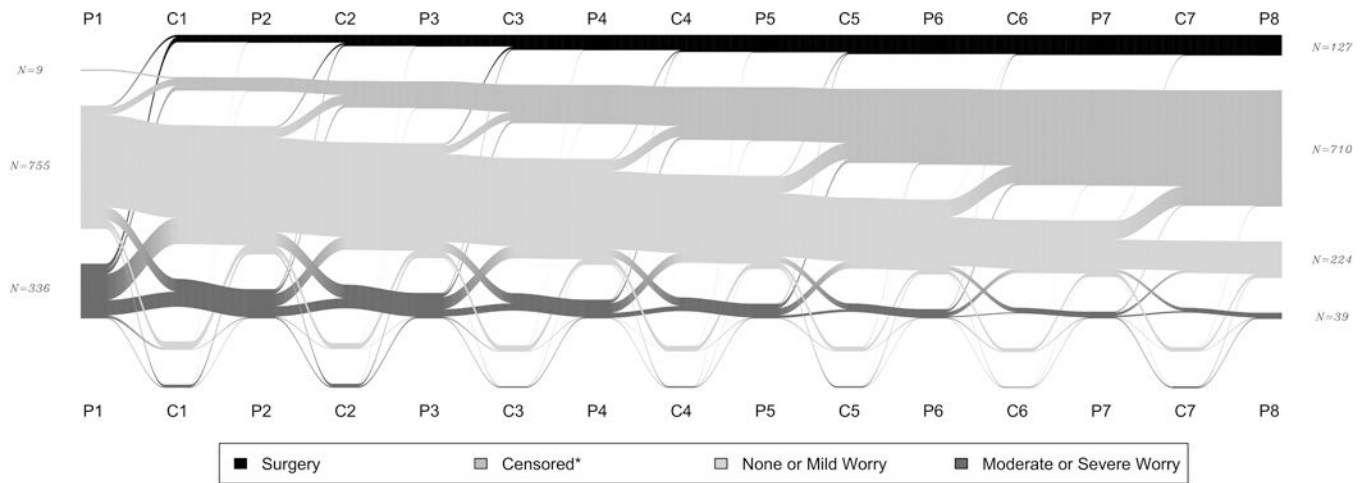 P1 C1 P2 C2 P3 C3 P4 C4 P5 C5 P6 C6 P7 C7 P8
N=127
N=9
N=710
N=755
N=224
N=336
N=39
P1 C1 P2 C2 P3 C3 P4 C4 P5 C5 P6 C6 P7 C7 P8
Surgery Censored* None or Mild Worry Moderate or Severe Worry